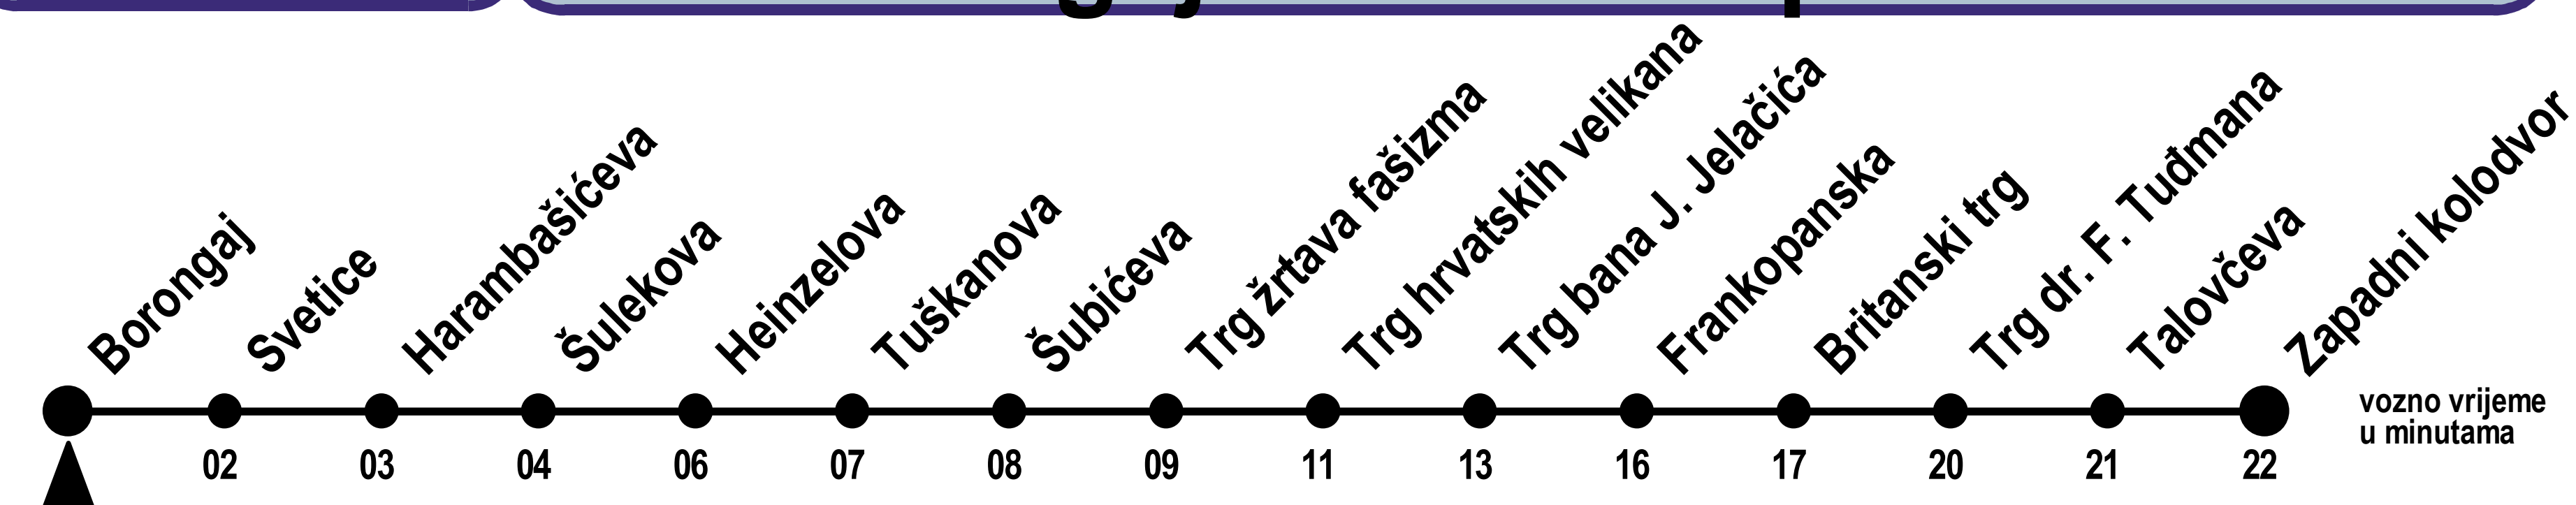 Borongaj
Svetice
Harambašićeva
Šulekova
Heinzelova
Tuškanova
Šubićeva
Trg žrtava fašizma
Trg hrvatskih velikana
Trg bana J. Jelačića
Frankopanska
Britanski trg
Trg dr. F. Tuđmana
Talovčeva
Zapadni kolodvor
vozno vrijeme
u minutama
02 03 04 06 07 08 09 11 13 16 17 20 21 22